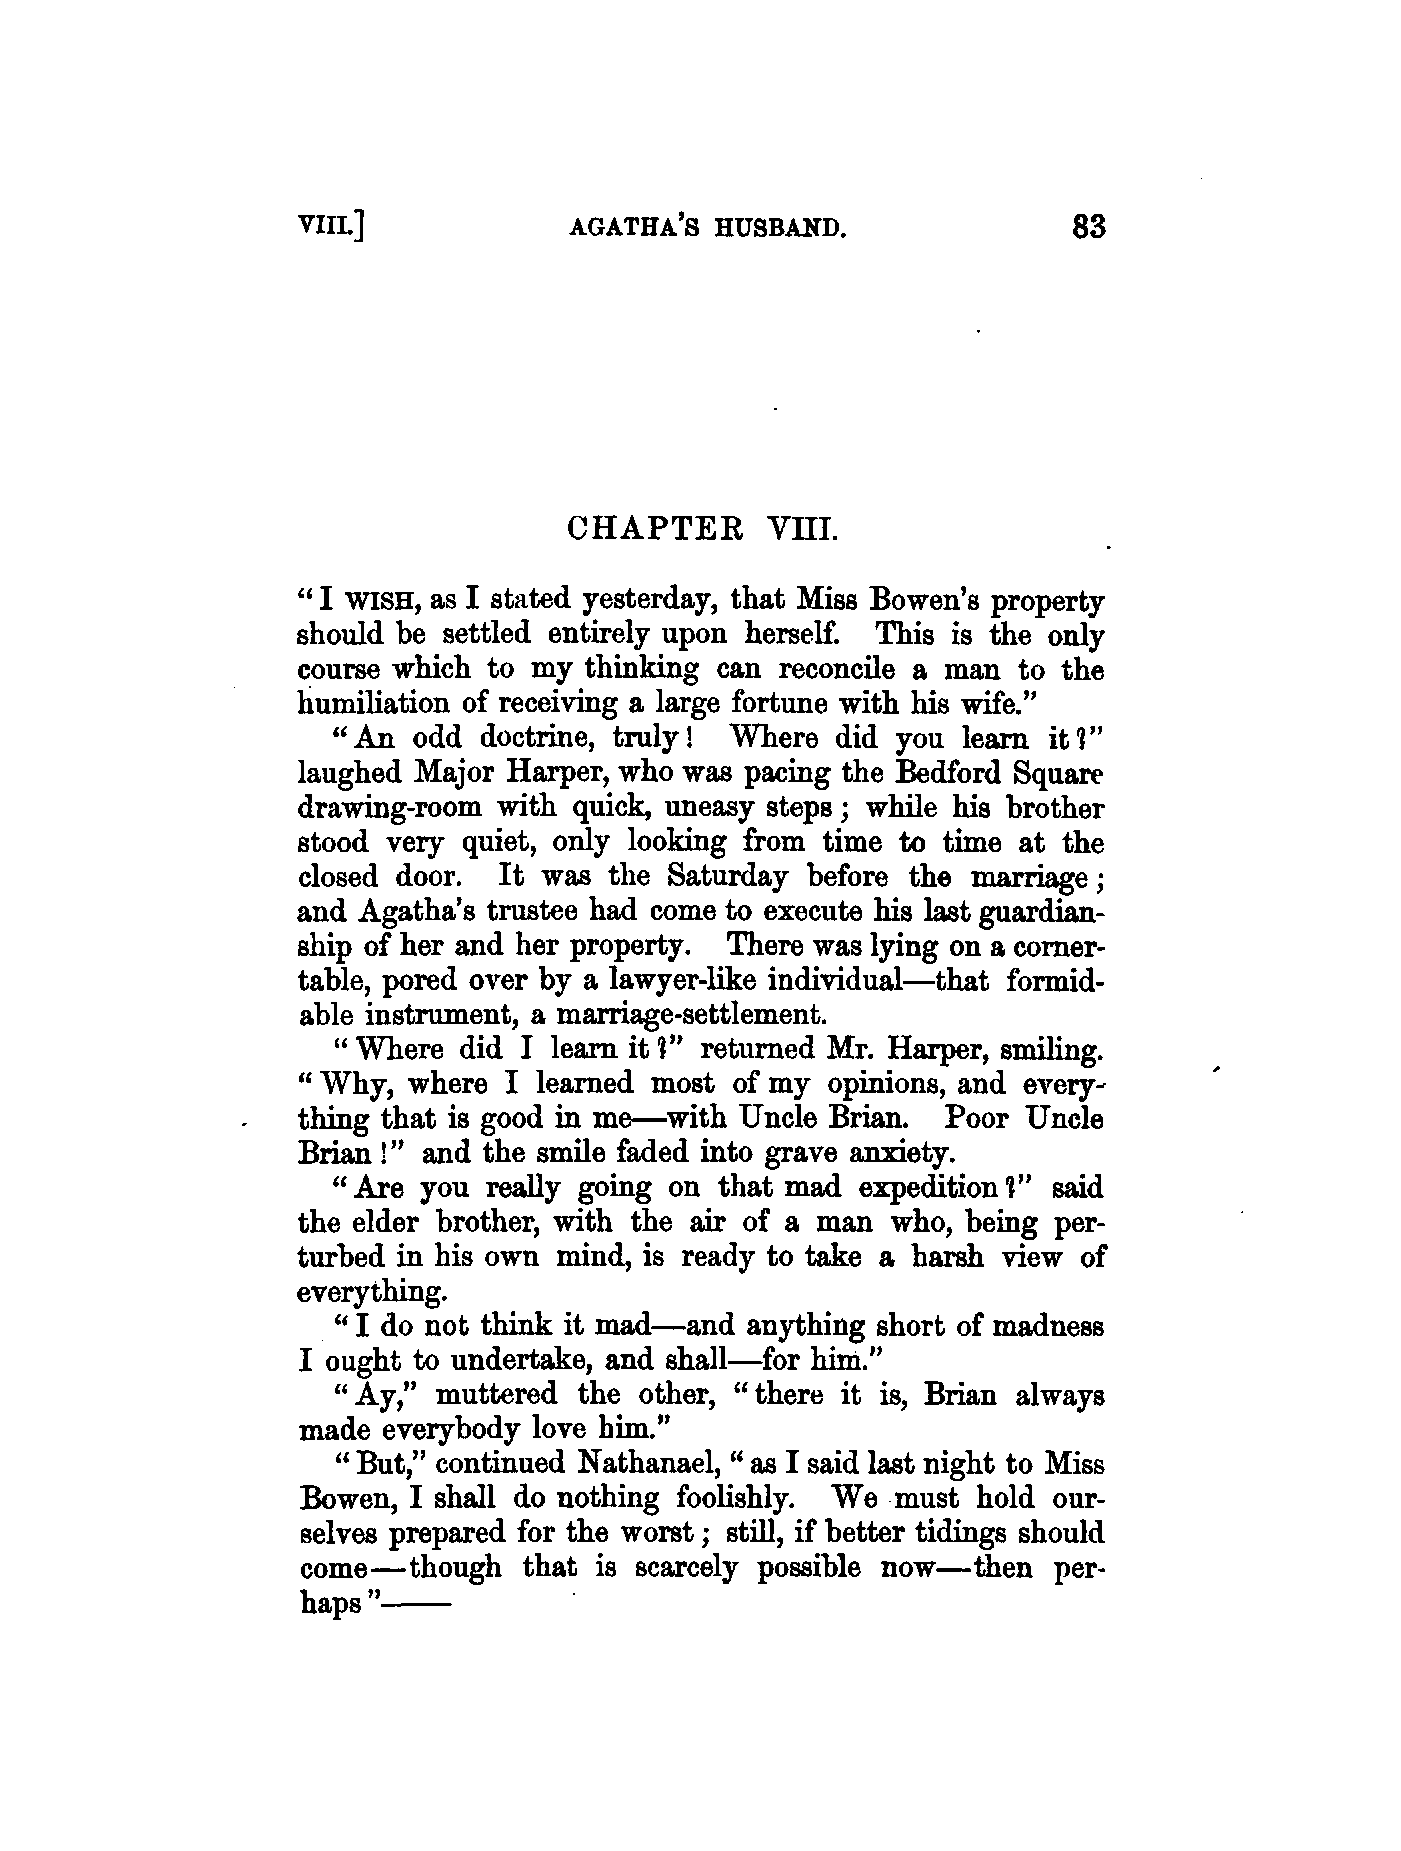 VIII.] AGATHA'S HUSBAND. 83
CHAPTER VIII.
"I WISH, as I stated yesterday, that Miss Bowen's property
should be settled entirely upon herself. This is the only
course which to my thinking can reconcile a man to the
humiliation of receiving a large fortune with his wife."
"An odd doctrine, truly! Where did you learn it?"
laughed Major Harper, who was pacing the Bedford Square
drawing-room with quick, uneasy steps; while his brother
stood very quiet, only looking from time to time at the
closed door. It was the Saturday before the marriage;
and Agatha's trustee had come to execute his last guardian-
ship of her and her property. There was lying on a corner-
table, pored over by a lawyer-like individual—that formid-
able instrument, a marriage-settlement.
"Where did I learn it?" returned Mr. Harper, smiling.
"Why, where I learned most of my opinions, and every-
thing that is good in me—with Uncle Brian. Poor Uncle
Brian!" and the smile faded into grave anxiety.
"Are you really going on that mad expedition?" said
the elder brother, with the air of a man who, being per-
turbed in his own mind, is ready to take a harsh view of
everything.
"I do not think it mad—and anything short of madness
I ought to undertake, and shall—for him."
"Ay," muttered the other, "there it is, Brian always
made everybody love him."
"But," continued Nathanael, "as I said last night to Miss
Bowen, I shall do nothing foolishly. We must hold our-
selves prepared for the worst; still, if better tidings should
come—though that is scarcely possible now—then per-
haps"——